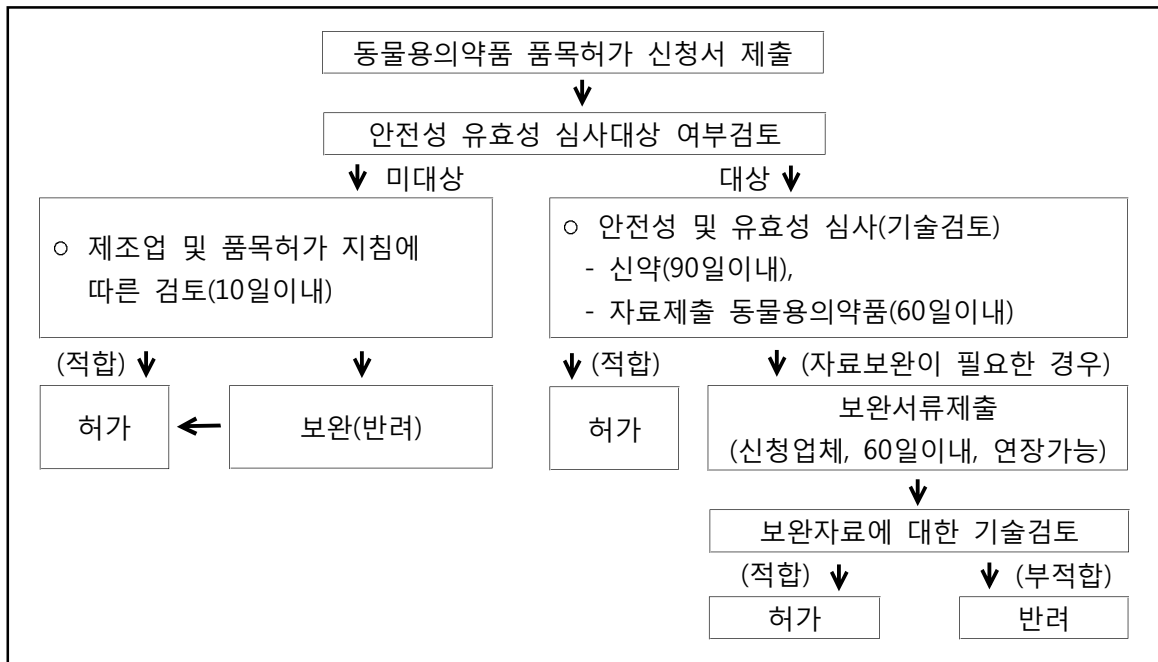 동물용의약품 품목허가 신청서 제출
안전성 유효성 심사대상 여부검토
미대상
대상
○ 제조업 및 품목허가 지침에
따른 검토(10일이내)
○ 안전성 및 유효성 심사(기술검토)
- 신약(90일이내),
- 자료제출 동물용의약품(60일이내)
(적합)
(적합)
(자료보완이 필요한 경우)
허가
보완(반려)
허가
보완서류제출
(신청업체, 60일이내, 연장가능)
보완자료에 대한 기술검토
(적합)
(부적합)
허가
반려